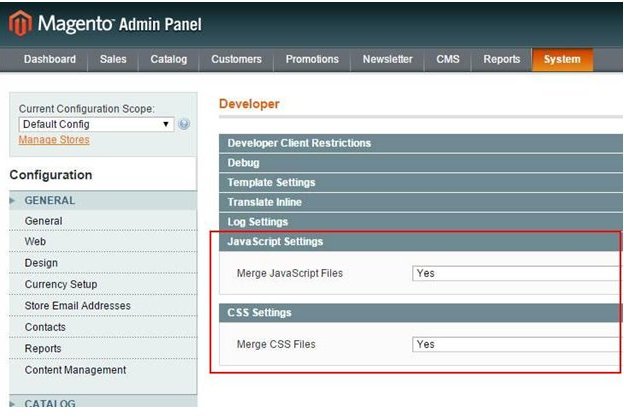 Magento Admin Panel
Dashboard Sales Catalog Customers Promotions Newsletter CMS Reports System
Current Configuration Scope:
Default Config
Manage Stores
Configuration
GENERAL
General
Web
Design
Currency Setup
Store Email Addresses
Contacts
Reports
Content Management
CATALOG
Developer
Developer Client Restrictions
Debug
Template Settings
Translate Inline
Log Settings
JavaScript Settings
Merge JavaScript Files Yes
CSS Settings
Merge CSS Files Yes